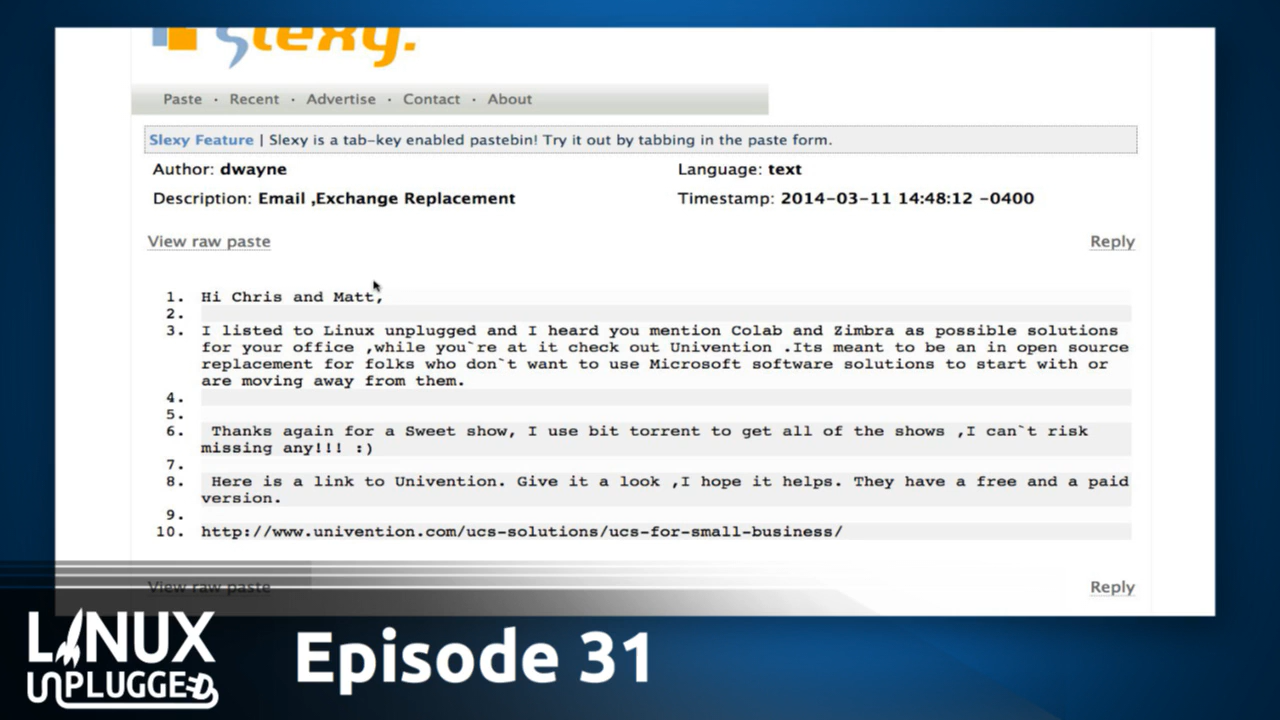 slexy.
Paste · Recent · Advertise · Contact · About
Slexy Feature | Slexy is a tab-key enabled pastebin! Try it out by tabbing in the paste form.
Author: dwayne
Language: text
Description: Email ,Exchange Replacement
Timestamp: 2014-03-11 14:48:12 -0400
View raw paste
Reply
1. Hi Chris and Matt,
2.
3. I listed to Linux unplugged and I heard you mention Colab and Zimbra as possible solutions
for your office ,while you`re at it check out Univention .Its meant to be an in open source
replacement for folks who don`t want to use Microsoft software solutions to start with or
are moving away from them.
4.
5.
6. Thanks again for a Sweet show, I use bit torrent to get all of the shows ,I can`t risk
missing any!!! :)
7.
8. Here is a link to Univention. Give it a look ,I hope it helps. They have a free and a paid
version.
9.
10. http://www.univention.com/ucs-solutions/ucs-for-small-business/
View raw paste
Reply
LINUX
UNPLUGGED
Episode 31